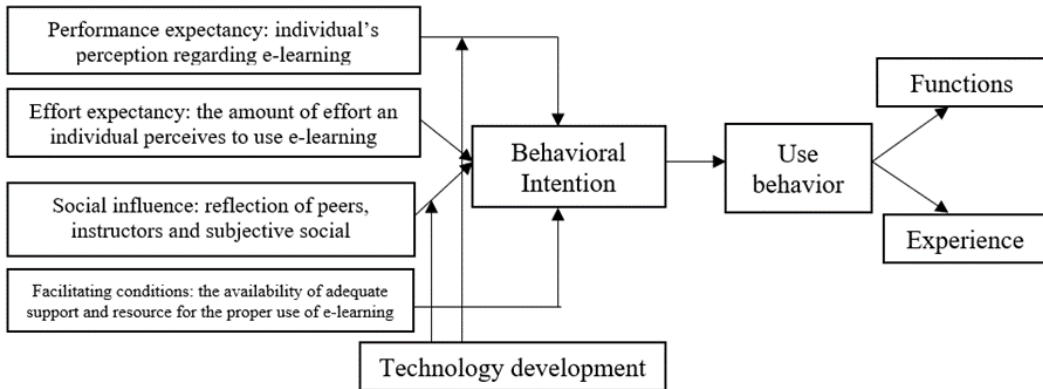 Performance expectancy: individual's
perception regarding e-learning
Effort expectancy: the amount of effort an
individual perceives to use e-learning
Social influence: reflection of peers,
instructors and subjective social
Facilitating conditions: the availability of adequate
support and resource for the proper use of e-learning
Technology development
Behavioral
Intention
Use
behavior
Functions
Experience